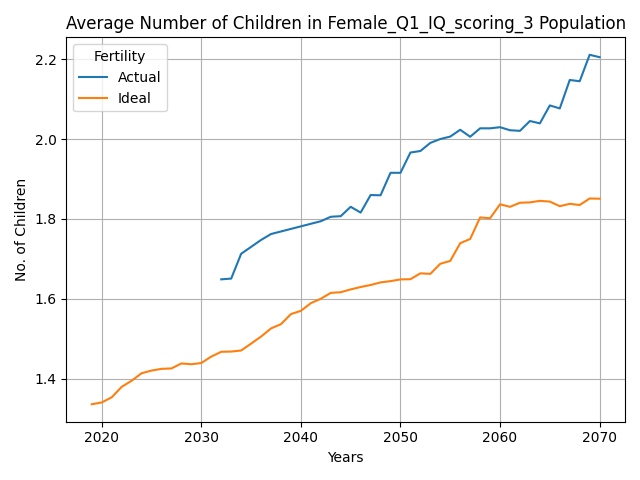 Average Number of Children in Female_Q1_IQ_scoring_3 Population
Fertility
Actual
Ideal
2.2
2.0
1.8
1.6
1.4
No. of Children
2020 2030 2040 2050 2060 2070
Years